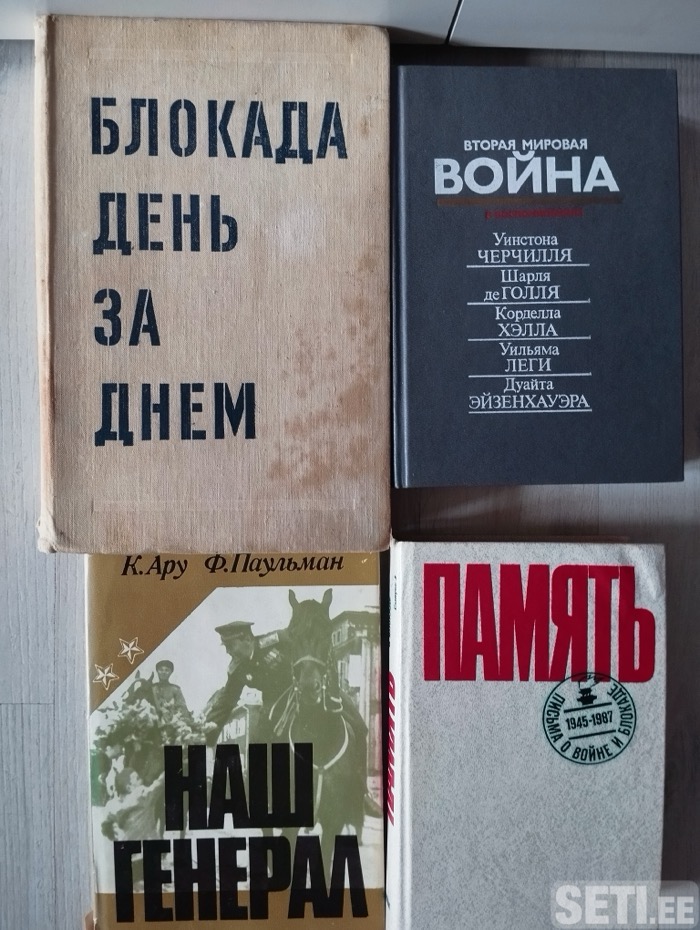 БЛОКАДА
ДЕНЬ
ЗА
ДНЕМ
ВТОРАЯ МИРОВАЯ
ВОЙНА
Уинстона
ЧЕРЧИЛЛЯ
Шарля
де ГОЛЛЯ
Корделла
ХЭЛЛА
Уильяма
ЛЕГИ
Дуайта
ЭЙЗЕНХАУЭРА
К. Ару Ф. Паульман
НАШ
ГЕНЕРАЛ
ПАМЯТЬ
ПИСЬМА О ВОЙНЕ И БЛОКАДЕ
1945-1987
ПАМЯТЬ
SETI.EE